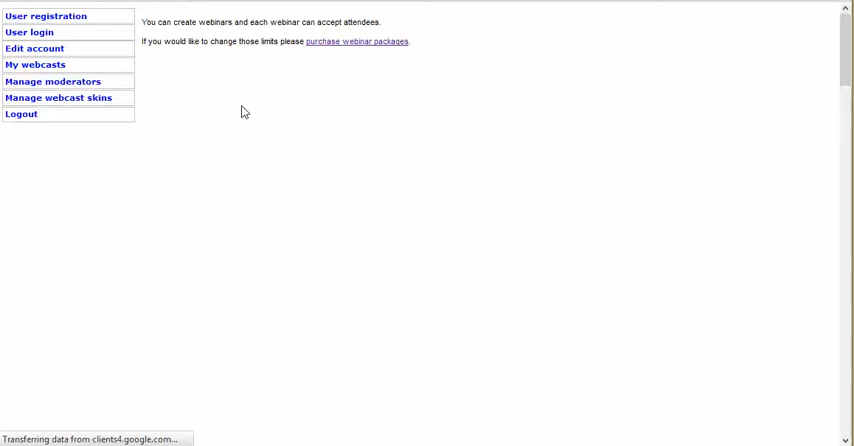 User registration
User login
Edit account
My webcasts
Manage moderators
Manage webcast skins
Logout
You can create webinars and each webinar can accept attendees.
If you would like to change those limits please purchase webinar packages.
Transferring data from clients4.google.com...